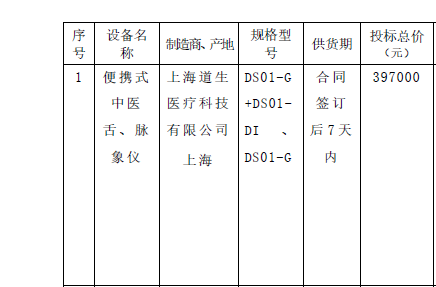 序号
设备名称
制造商、产地
规格型号
供货期
投标总价
（元）
1
便携式
中医
舌、脉
象仪
上海道生
医疗科技
有限公司
上海
DS01-G
+DS01-
DI 、
DS01-G
合同
签订
后7天
内
397000